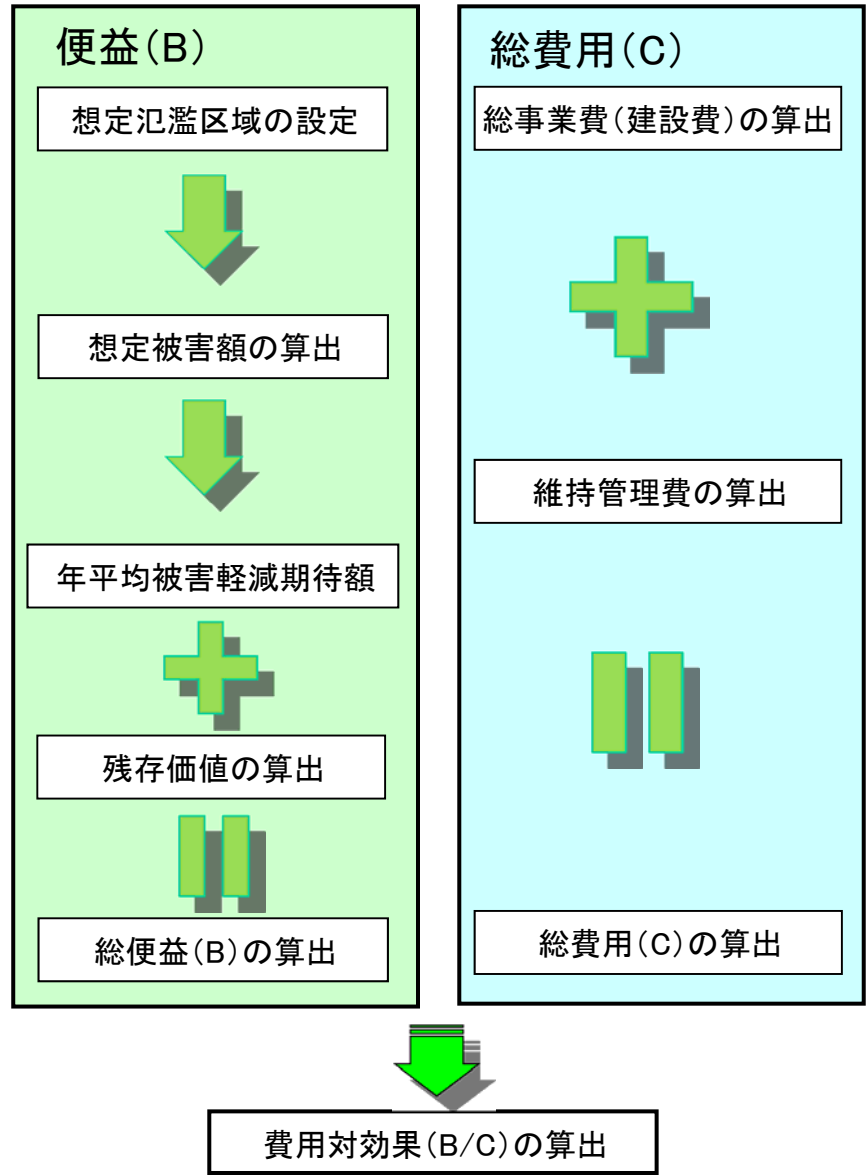 便益(B)
想定氾濫区域の設定
想定被害額の算出
年平均被害軽減期待額
残存価値の算出
総便益(B)の算出
総費用(C)
総事業費(建設費)の算出
維持管理費の算出
総費用(C)の算出
費用対効果(B/C)の算出